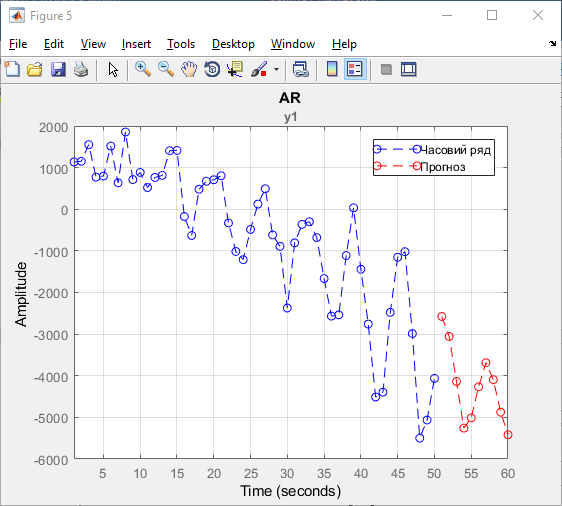 Figure 5
File Edit View Insert Tools Desktop Window Help
AR
y1
2000
1000
0
-1000
-2000
-3000
-4000
-5000
-6000
Amplitude
Часовий ряд
Прогноз
5 10 15 20 25 30 35 40 45 50 55 60
Time (seconds)